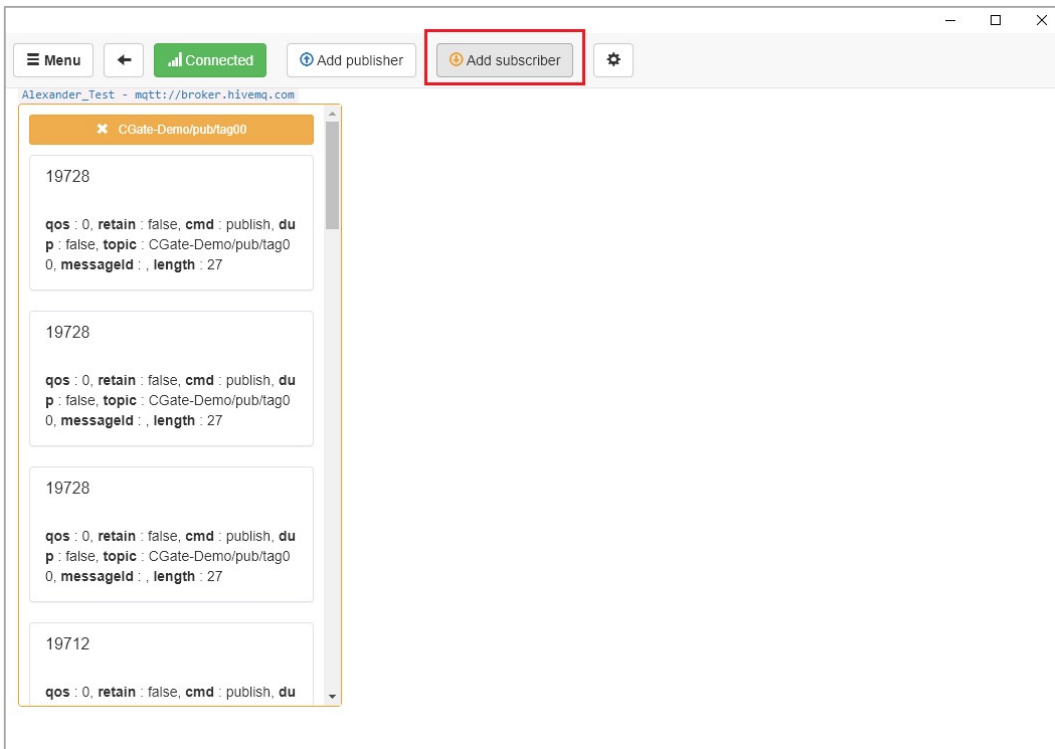 Menu
Connected
Add publisher
Add subscriber
Alexander_Test - mqtt://broker.hivemq.com
CGate-Demo/pub/tag00
19728
qos : 0, retain : false, cmd : publish, du
p : false, topic : CGate-Demo/pub/tag0
0, messageId : , length : 27
19728
qos : 0, retain : false, cmd : publish, du
p : false, topic : CGate-Demo/pub/tag0
0, messageId : , length : 27
19728
qos : 0, retain : false, cmd : publish, du
p : false, topic : CGate-Demo/pub/tag0
0, messageId : , length : 27
19712
qos : 0, retain : false, cmd : publish, du